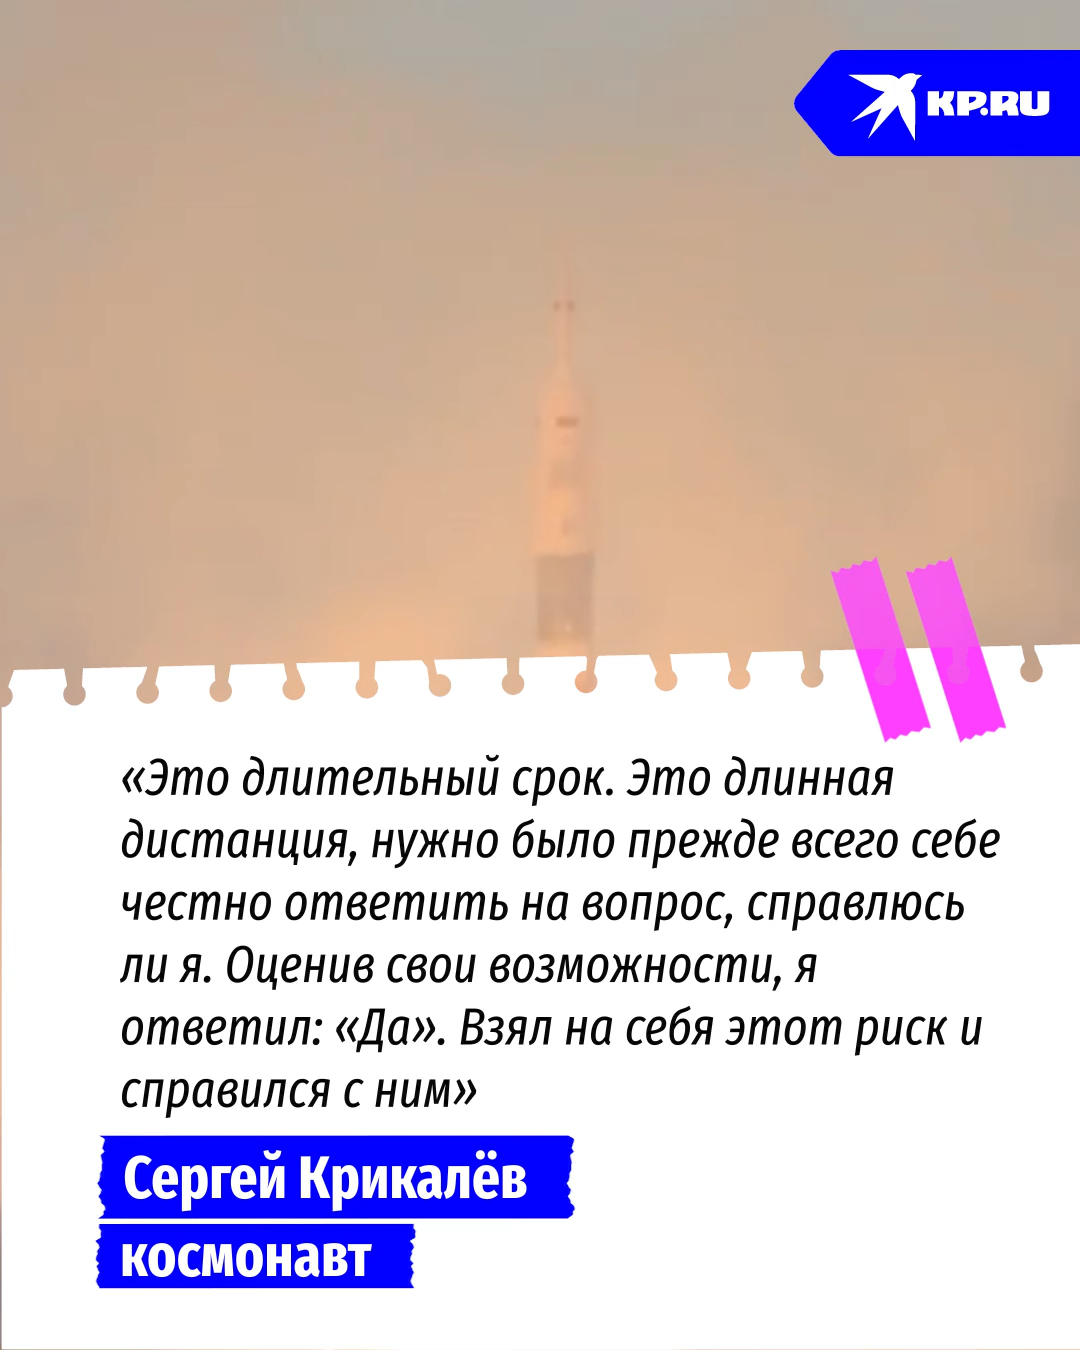 KP.RU
«Это длительный срок. Это длинная
дистанция, нужно было прежде всего себе
честно ответить на вопрос, справлюсь
ли я. Оценив свои возможности, я
ответил: «Да». Взял на себя этот риск и
справился с ним»
Сергей Крикалёв
космонавт